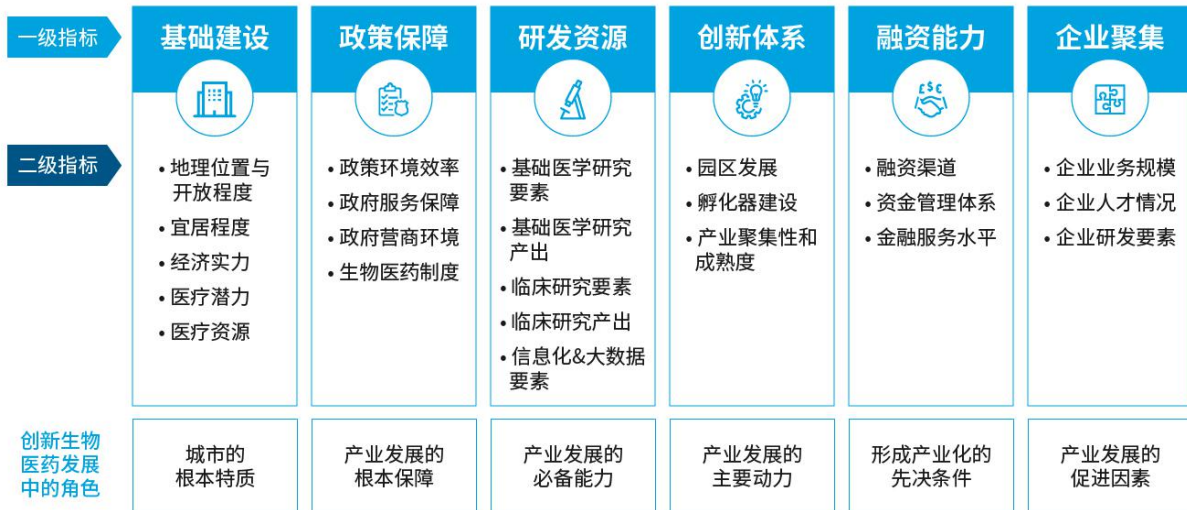 一级指标
基础建设
政策保障
研发资源
创新体系
融资能力
企业聚集
£$€
二级指标
• 地理位置与
开放程度
• 宜居程度
• 经济实力
• 医疗潜力
• 医疗资源
• 政策环境效率
• 政府服务保障
• 政府营商环境
• 生物医药制度
• 基础医学研究
要素
• 基础医学研究
产出
• 临床研究要素
• 临床研究产出
• 信息化&大数据
要素
• 园区发展
• 孵化器建设
• 产业聚集性和
成熟度
• 融资渠道
• 资金管理体系
• 金融服务水平
• 企业业务规模
• 企业人才情况
• 企业研发要素
创新生物
医药发展
中的角色
城市的
根本特质
产业发展的
根本保障
产业发展的
必备能力
产业发展的
主要动力
形成产业化的
先决条件
产业发展的
促进因素